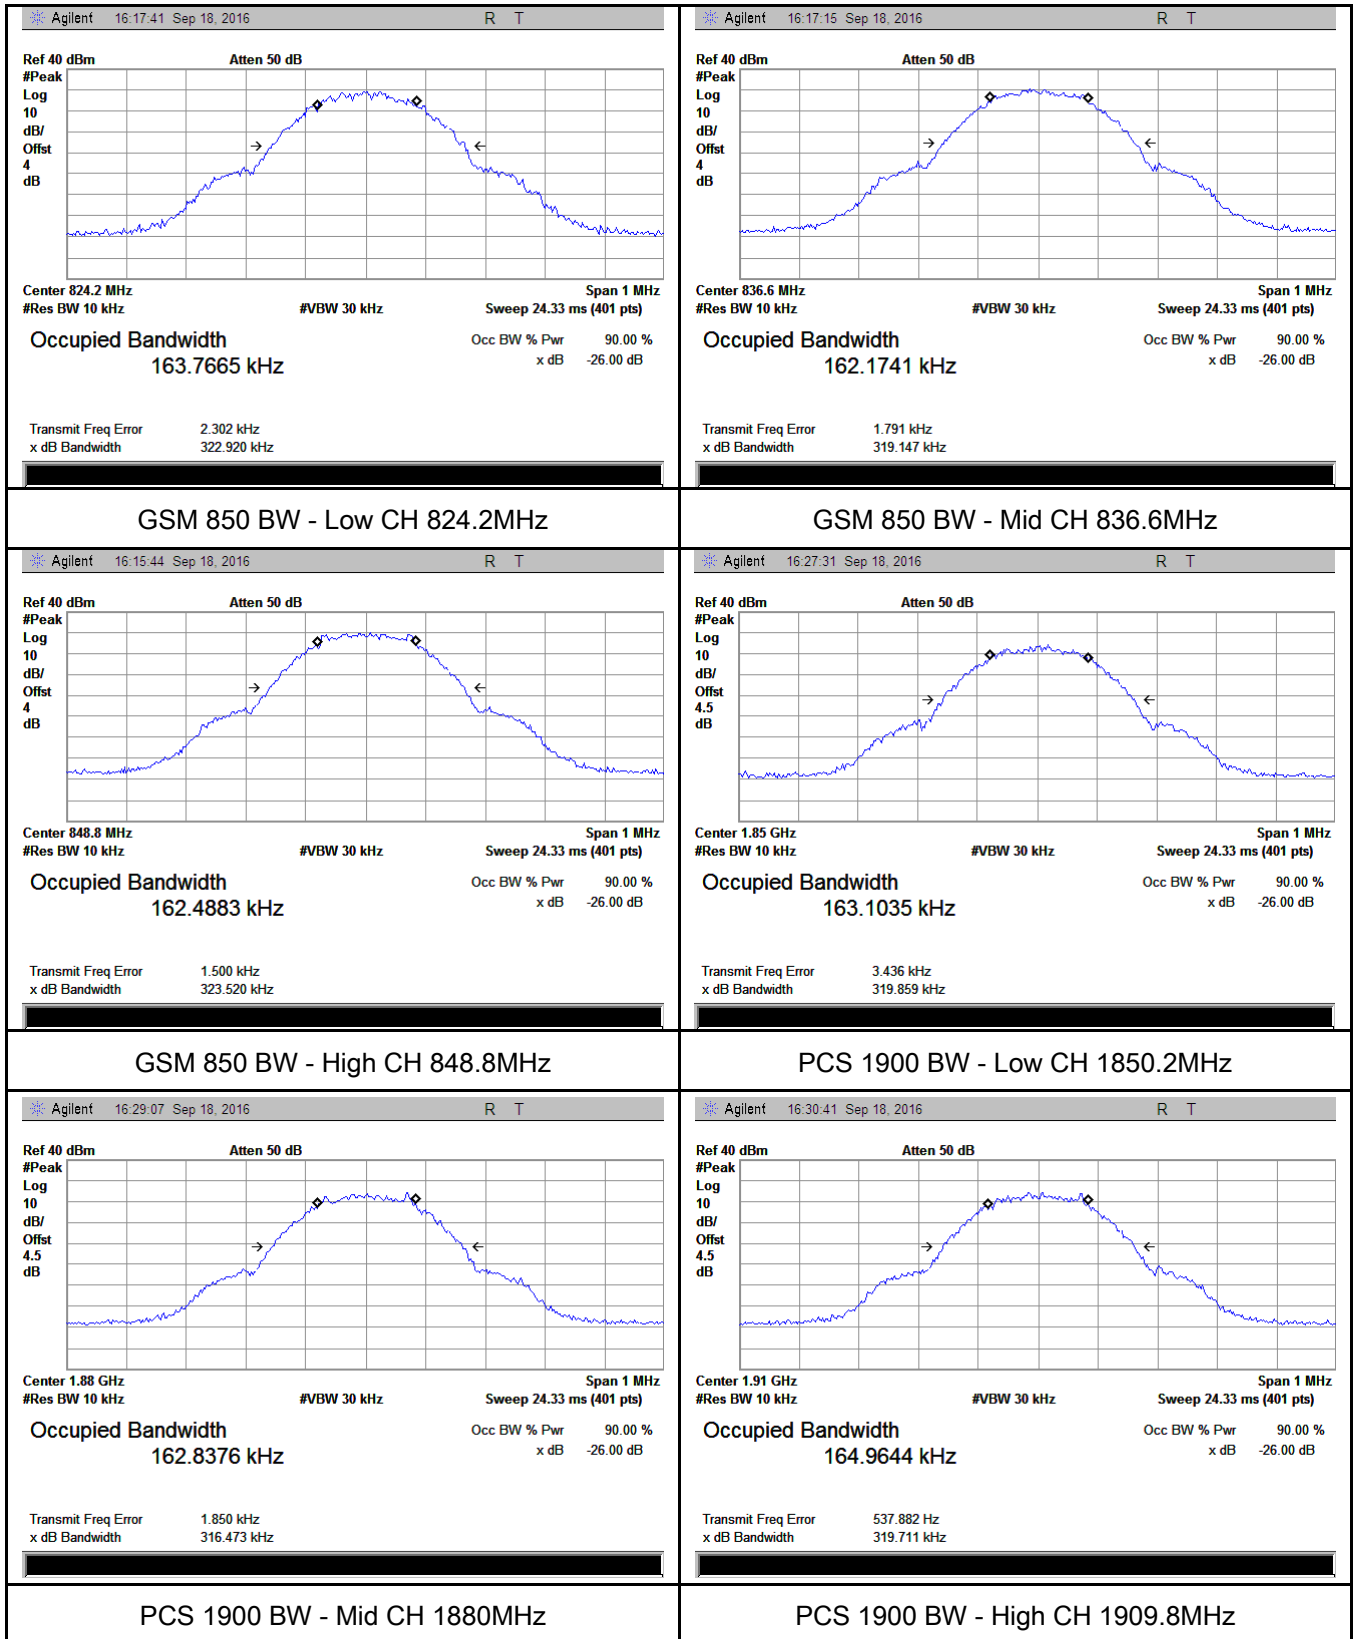 Agilent 16:17:41 Sep 18, 2016 R T
Ref 40 dBm Atten 50 dB
#Peak
Log
10
dB/
Offst
4
dB
Center 824.2 MHz Span 1 MHz
#Res BW 10 kHz #VBW 30 kHz Sweep 24.33 ms (401 pts)
Occupied Bandwidth Occ BW % Pwr 90.00 %
163.7665 kHz x dB -26.00 dB
Transmit Freq Error 2.302 kHz
x dB Bandwidth 322.920 kHz
GSM 850 BW - Low CH 824.2MHz
Agilent 16:17:15 Sep 18, 2016 R T
Ref 40 dBm Atten 50 dB
#Peak
Log
10
dB/
Offst
4
dB
Center 836.6 MHz Span 1 MHz
#Res BW 10 kHz #VBW 30 kHz Sweep 24.33 ms (401 pts)
Occupied Bandwidth Occ BW % Pwr 90.00 %
162.1741 kHz x dB -26.00 dB
Transmit Freq Error 1.791 kHz
x dB Bandwidth 319.147 kHz
GSM 850 BW - Mid CH 836.6MHz
Agilent 16:15:44 Sep 18, 2016 R T
Ref 40 dBm Atten 50 dB
#Peak
Log
10
dB/
Offst
4
dB
Center 848.8 MHz Span 1 MHz
#Res BW 10 kHz #VBW 30 kHz Sweep 24.33 ms (401 pts)
Occupied Bandwidth Occ BW % Pwr 90.00 %
162.4883 kHz x dB -26.00 dB
Transmit Freq Error 1.500 kHz
x dB Bandwidth 323.520 kHz
GSM 850 BW - High CH 848.8MHz
Agilent 16:27:31 Sep 18, 2016 R T
Ref 40 dBm Atten 50 dB
#Peak
Log
10
dB/
Offst
4.5
dB
Center 1.85 GHz Span 1 MHz
#Res BW 10 kHz #VBW 30 kHz Sweep 24.33 ms (401 pts)
Occupied Bandwidth Occ BW % Pwr 90.00 %
163.1035 kHz x dB -26.00 dB
Transmit Freq Error 3.436 kHz
x dB Bandwidth 319.859 kHz
PCS 1900 BW - Low CH 1850.2MHz
Agilent 16:29:07 Sep 18, 2016 R T
Ref 40 dBm Atten 50 dB
#Peak
Log
10
dB/
Offst
4.5
dB
Center 1.88 GHz Span 1 MHz
#Res BW 10 kHz #VBW 30 kHz Sweep 24.33 ms (401 pts)
Occupied Bandwidth Occ BW % Pwr 90.00 %
162.8376 kHz x dB -26.00 dB
Transmit Freq Error 1.850 kHz
x dB Bandwidth 316.473 kHz
PCS 1900 BW - Mid CH 1880MHz
Agilent 16:30:41 Sep 18, 2016 R T
Ref 40 dBm Atten 50 dB
#Peak
Log
10
dB/
Offst
4.5
dB
Center 1.91 GHz Span 1 MHz
#Res BW 10 kHz #VBW 30 kHz Sweep 24.33 ms (401 pts)
Occupied Bandwidth Occ BW % Pwr 90.00 %
164.9644 kHz x dB -26.00 dB
Transmit Freq Error 537.882 Hz
x dB Bandwidth 319.711 kHz
PCS 1900 BW - High CH 1909.8MHz